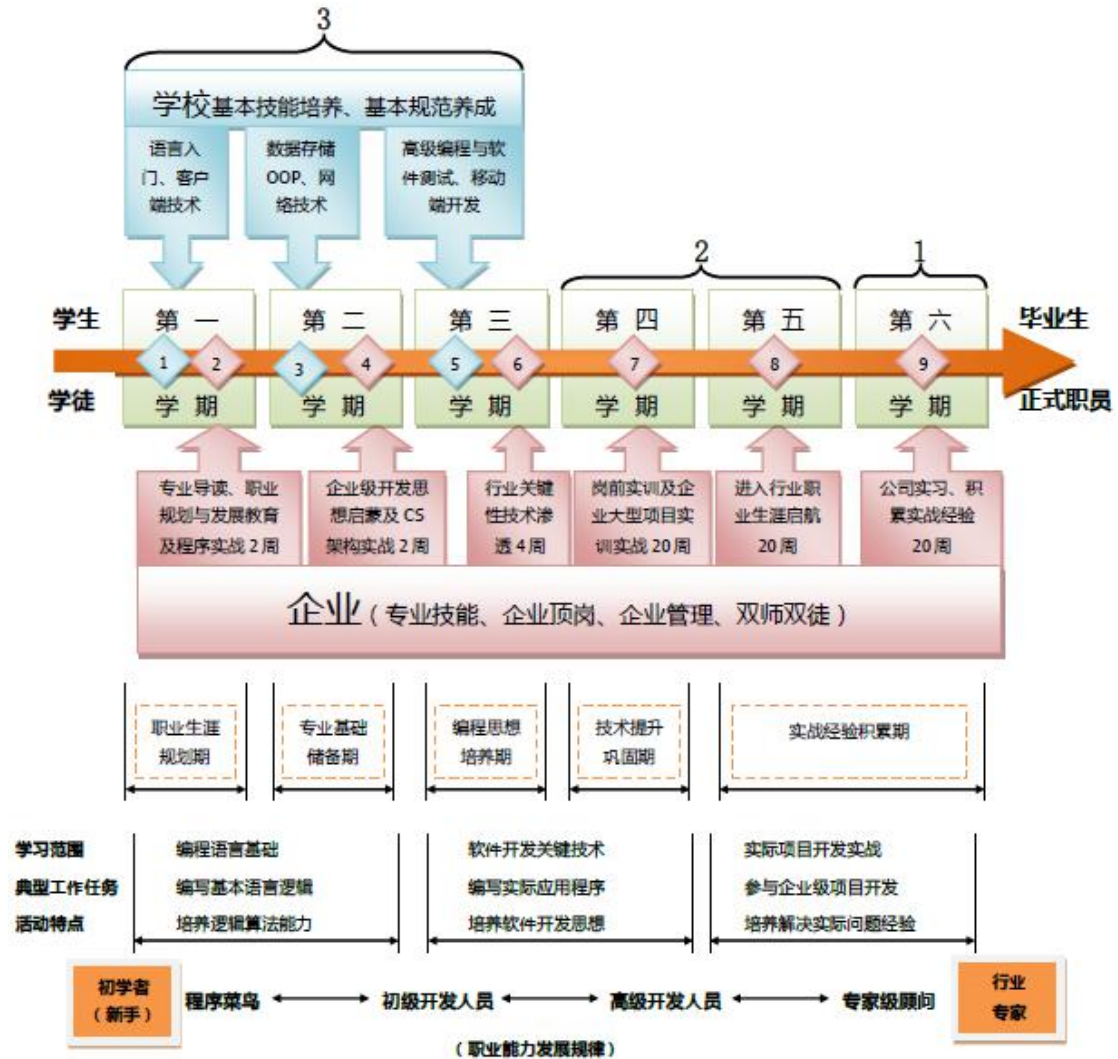 3
学校基本技能培养、基本规范养成
语言入
门、客户
端技术
数据存储
OOP、网
络技术
高级编程与软
件测试、移动
端开发
2
1
学生
第 一
第 二
第 三
第 四
第 五
第 六
毕业生
1
2
3
4
5
6
7
8
9
学徒
学 期
学 期
学 期
学 期
学 期
学 期
正式职员
专业导读、职业
规划与发展教育
及程序实战 2 周
企业级开发思
想启蒙及 CS
架构实战 2 周
行业关键
性技术渗
透 4 周
岗前实训及企
业大型项目实
训实战 20 周
进入行业职
业生涯启航
20 周
公司实习、积
累实战经验
20 周
企业（专业技能、企业顶岗、企业管理、双师双徒）
职业生涯
规划期
专业基础
储备期
编程思想
培养期
技术提升
巩固期
实战经验积累期
学习范围
编程语言基础
软件开发关键技术
实际项目开发实战
典型工作任务
编写基本语言逻辑
编写实际应用程序
参与企业级项目开发
活动特点
培养逻辑算法能力
培养软件开发思想
培养解决实际问题经验
初学者
（新手）
程序菜鸟
初级开发人员
高级开发人员
专家级顾问
行业
专家
（职业能力发展规律）